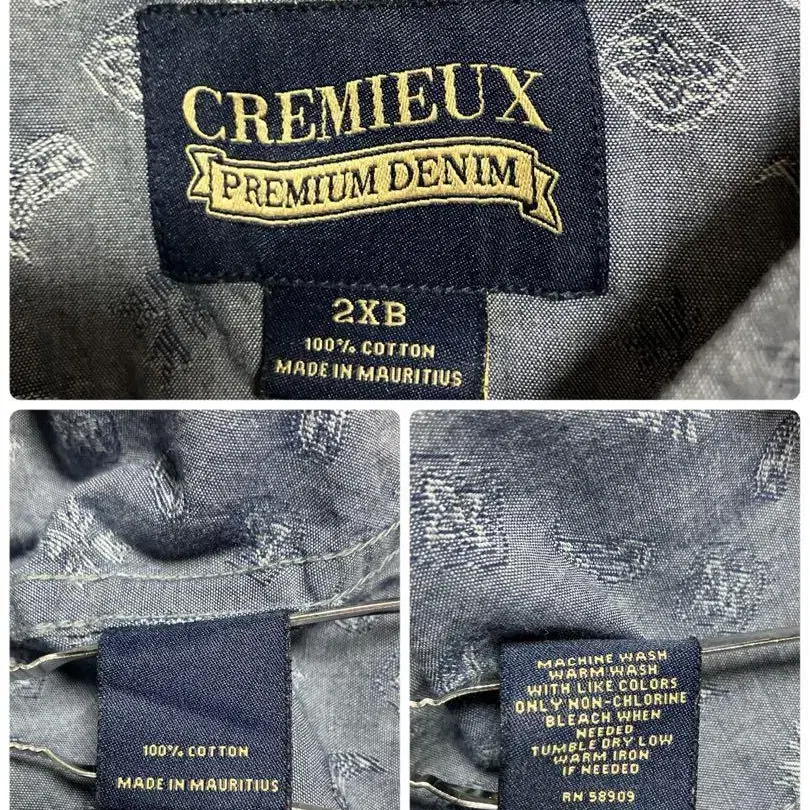 CREMIEUX
PREMIUM DENIM
2XB
100% COTTON
MADE IN MAURITIUS
100% COTTON
MADE IN MAURITIUS
MACHINE WASH
WARM WASH
WITH LIKE COLORS
ONLY NON-CHLORINE
BLEACH WHEN
NEEDED
TUMBLE DRY LOW
WARM IRON
IF NEEDED
RN 58909